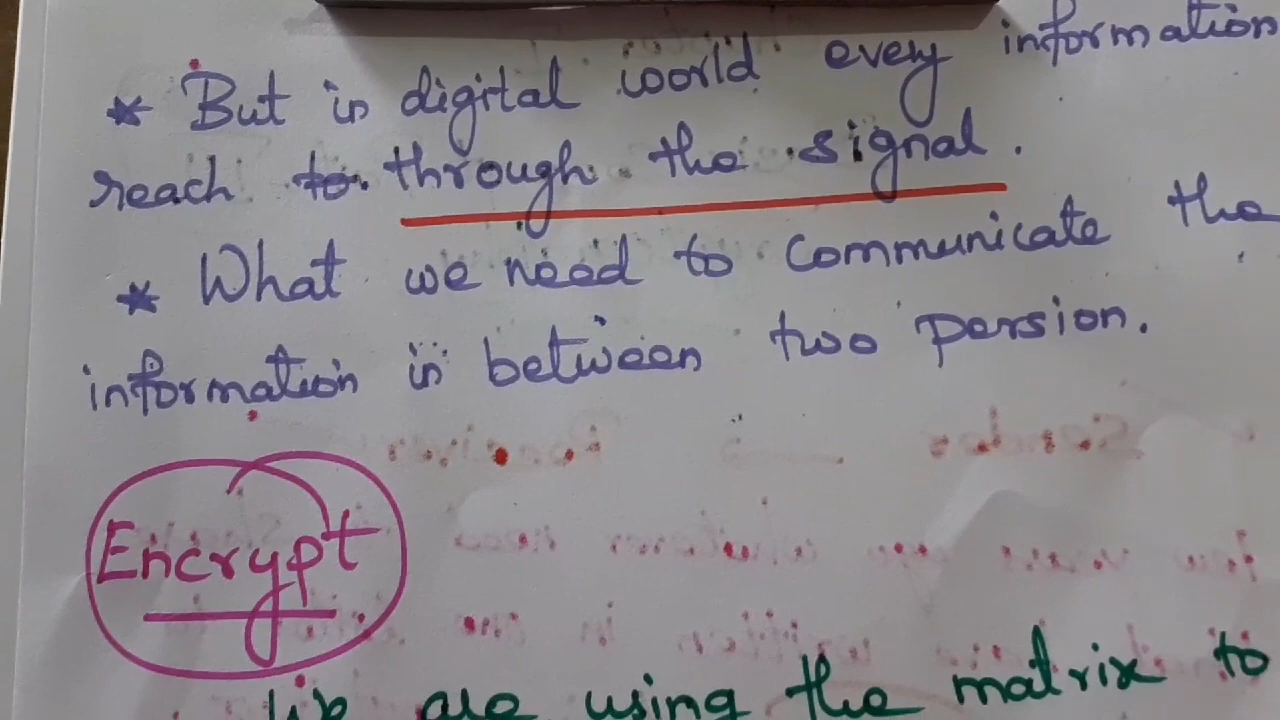 * But in digital world every information
reach to through the signal.
* What we need to communicate the
information in between two persion.
Encrypt
We are using the matrix to